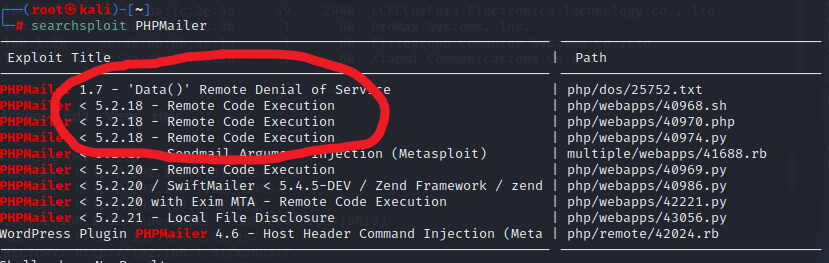 (root㉿kali)-[~]
# searchsploit PHPMailer
Exploit Title | Path
PHPMailer 1.7 - 'Data()' Remote Denial of Service | php/dos/25752.txt
PHPMailer < 5.2.18 - Remote Code Execution | php/webapps/40968.sh
PHPMailer < 5.2.18 - Remote Code Execution | php/webapps/40970.php
PHPMailer < 5.2.18 - Remote Code Execution | php/webapps/40974.py
PHPMailer < - Sendmail Argument Injection (Metasploit) | multiple/webapps/41688.rb
PHPMailer < 5.2.20 - Remote Code Execution | php/webapps/40969.py
PHPMailer < 5.2.20 / SwiftMailer < 5.4.5-DEV / Zend Framework / zend | php/webapps/40986.py
PHPMailer < 5.2.20 with Exim MTA - Remote Code Execution | php/webapps/42221.py
PHPMailer < 5.2.21 - Local File Disclosure | php/webapps/43056.py
WordPress Plugin PHPMailer 4.6 - Host Header Command Injection (Meta | php/remote/42024.rb